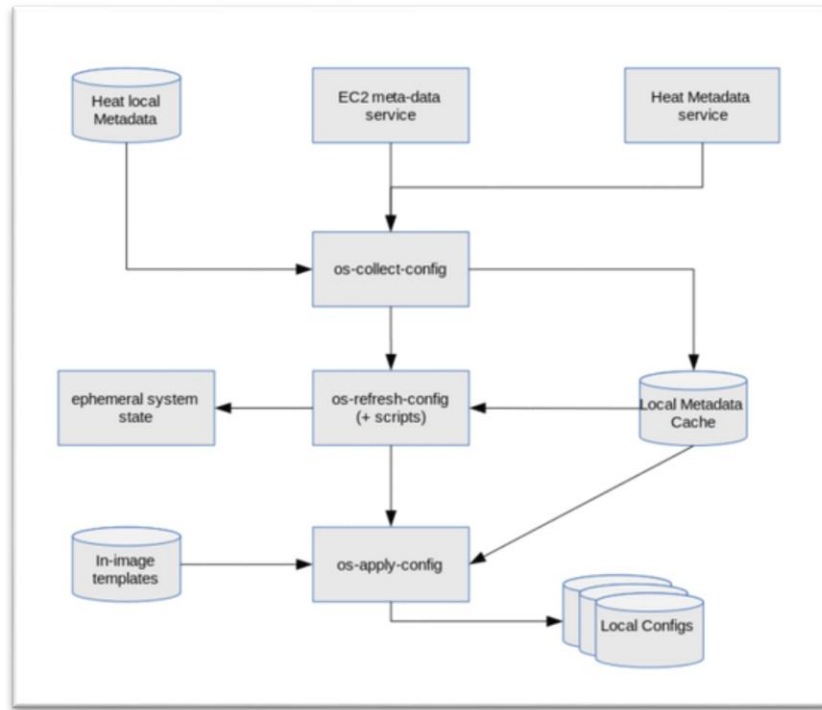 Heat local
Metadata
EC2 meta-data
service
Heat Metadata
service
os-collect-config
ephemeral system
state
os-refresh-config
(+ scripts)
Local Metadata
Cache
In-image
templates
os-apply-config
Local Configs